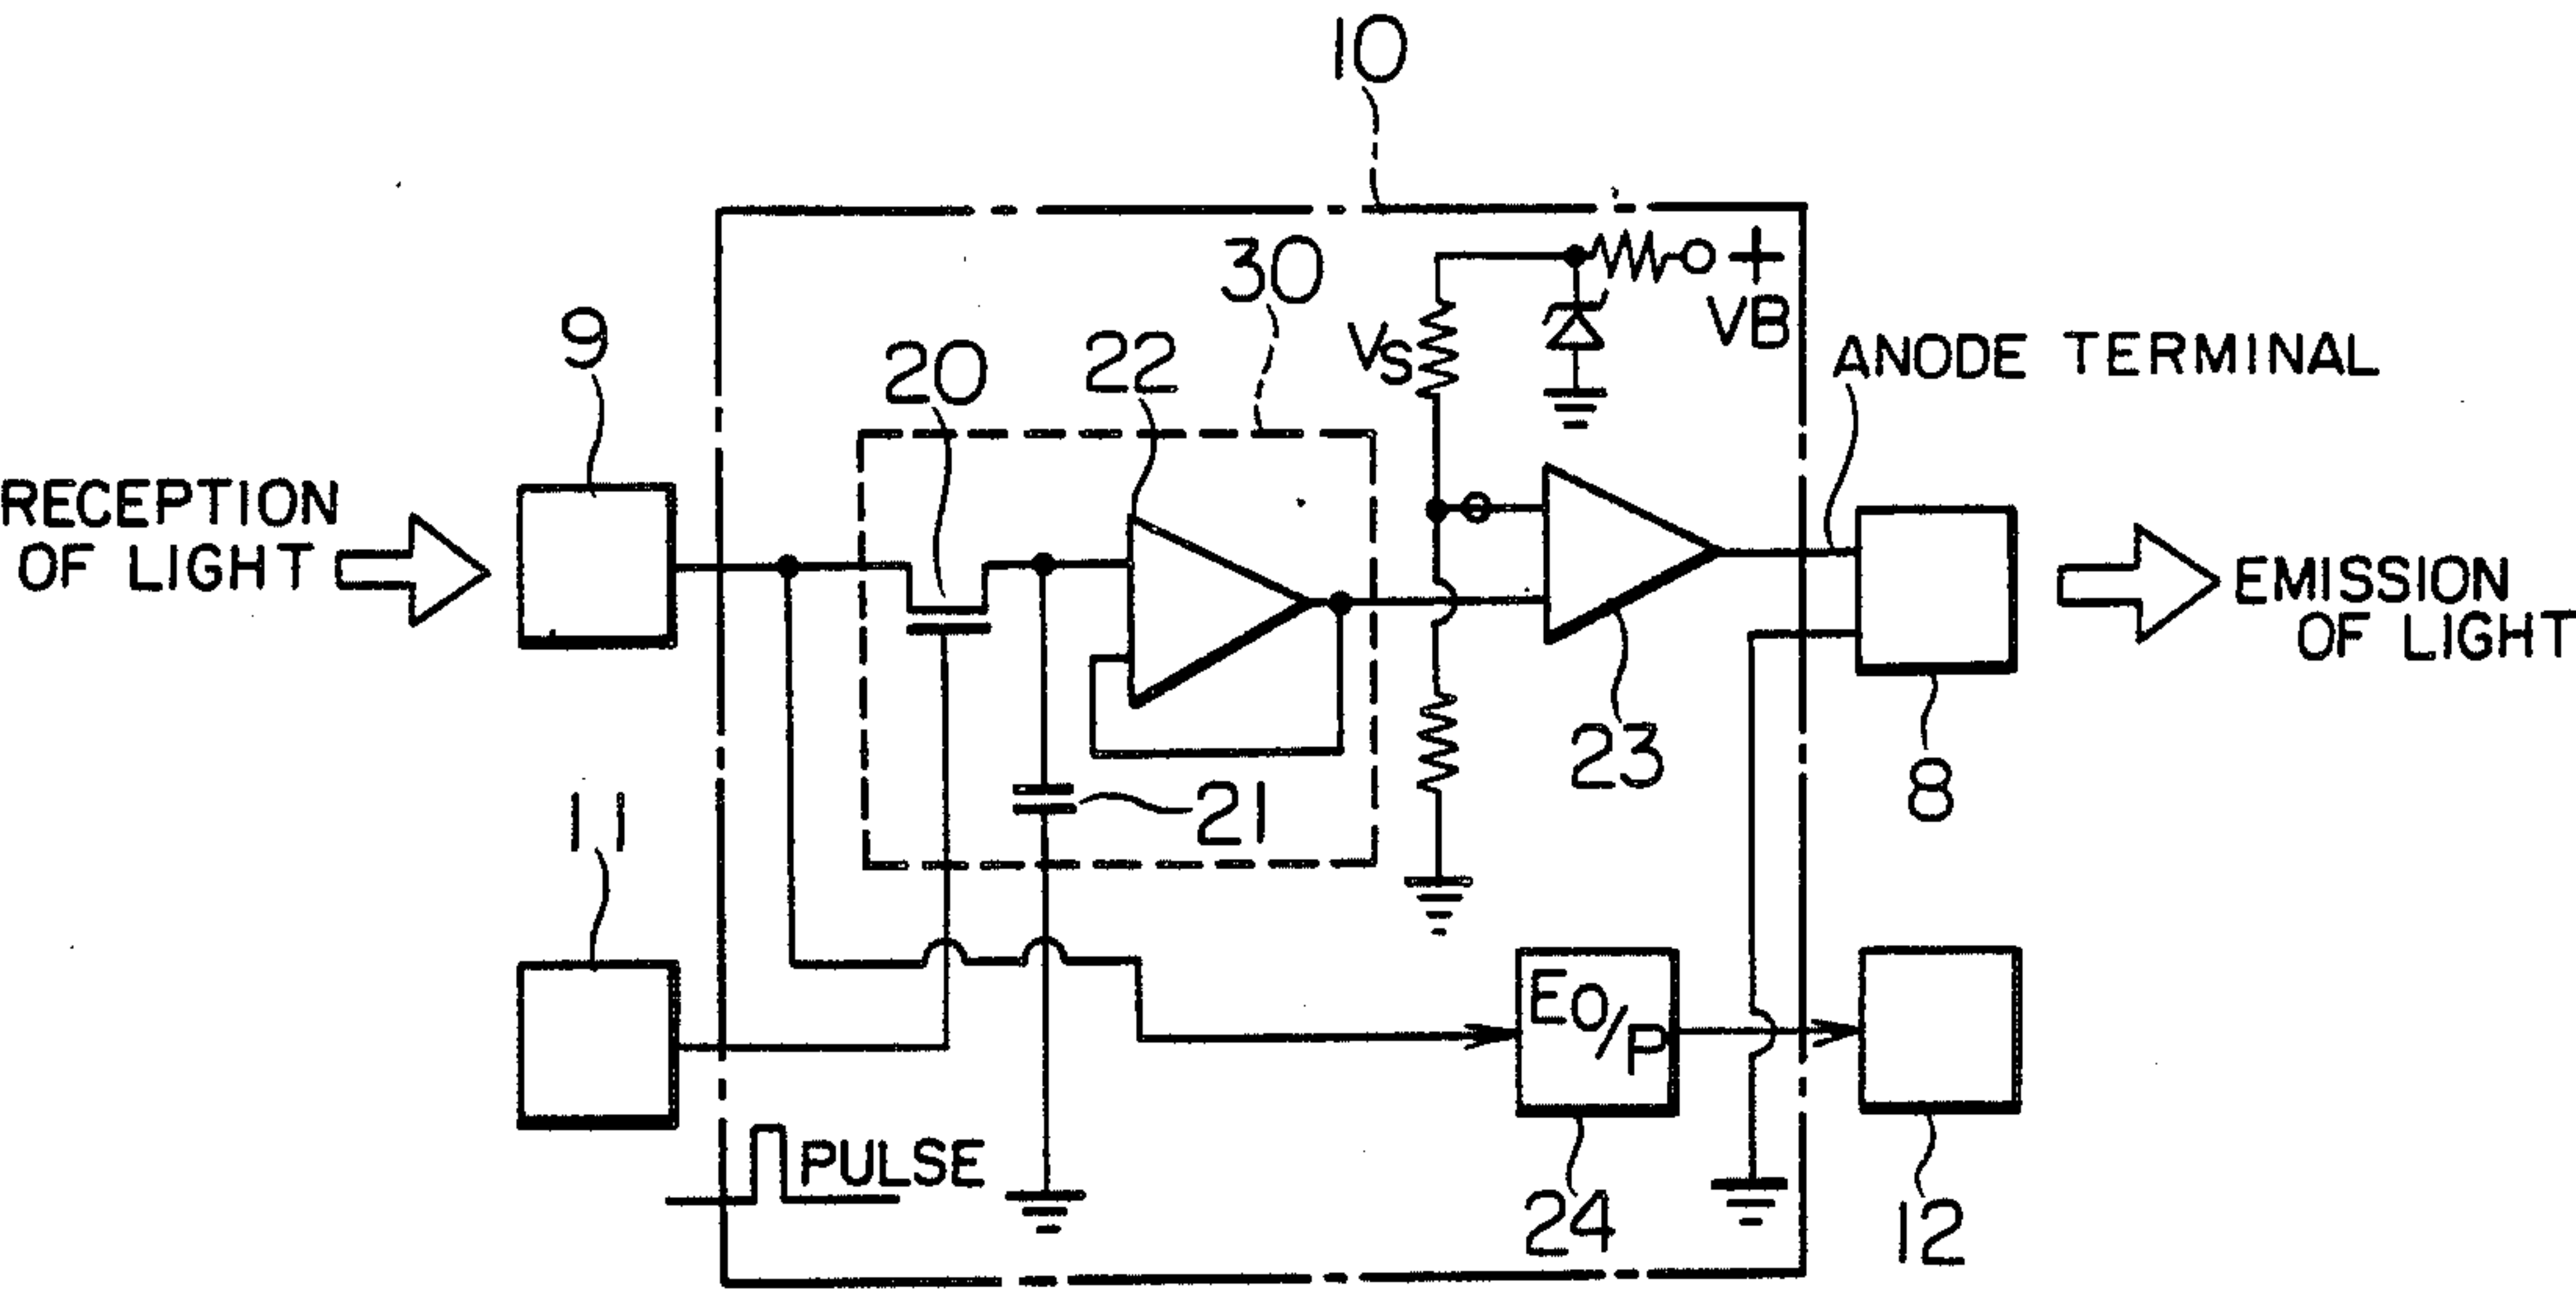 10
30
+
VB
VS
9
20
22
ANODE TERMINAL
RECEPTION
OF LIGHT
EMISSION
OF LIGHT
23
8
21
11
EO/P
PULSE
24
12